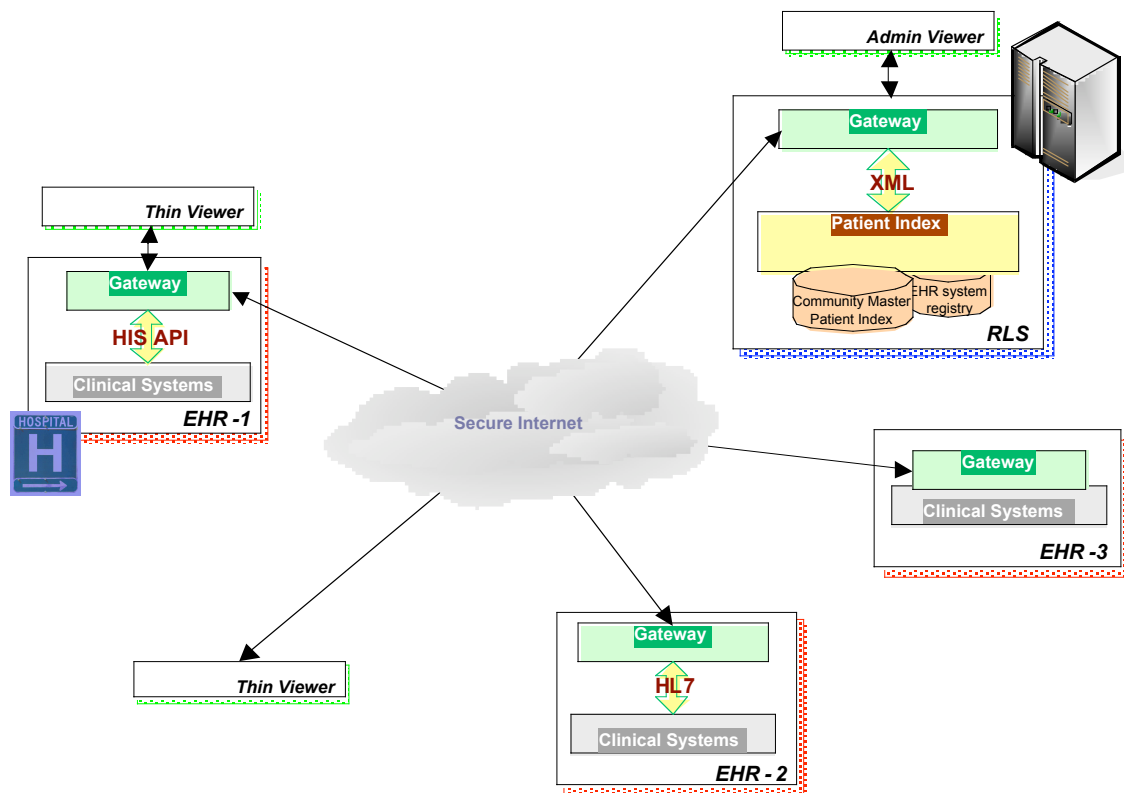 Admin Viewer
Gateway
XML
Patient Index
Community Master
Patient Index
EHR system
registry
RLS
Thin Viewer
Gateway
HIS API
Clinical Systems
EHR -1
HOSPITAL
H
Secure Internet
Gateway
Clinical Systems
EHR -3
Thin Viewer
Gateway
HL7
Clinical Systems
EHR - 2